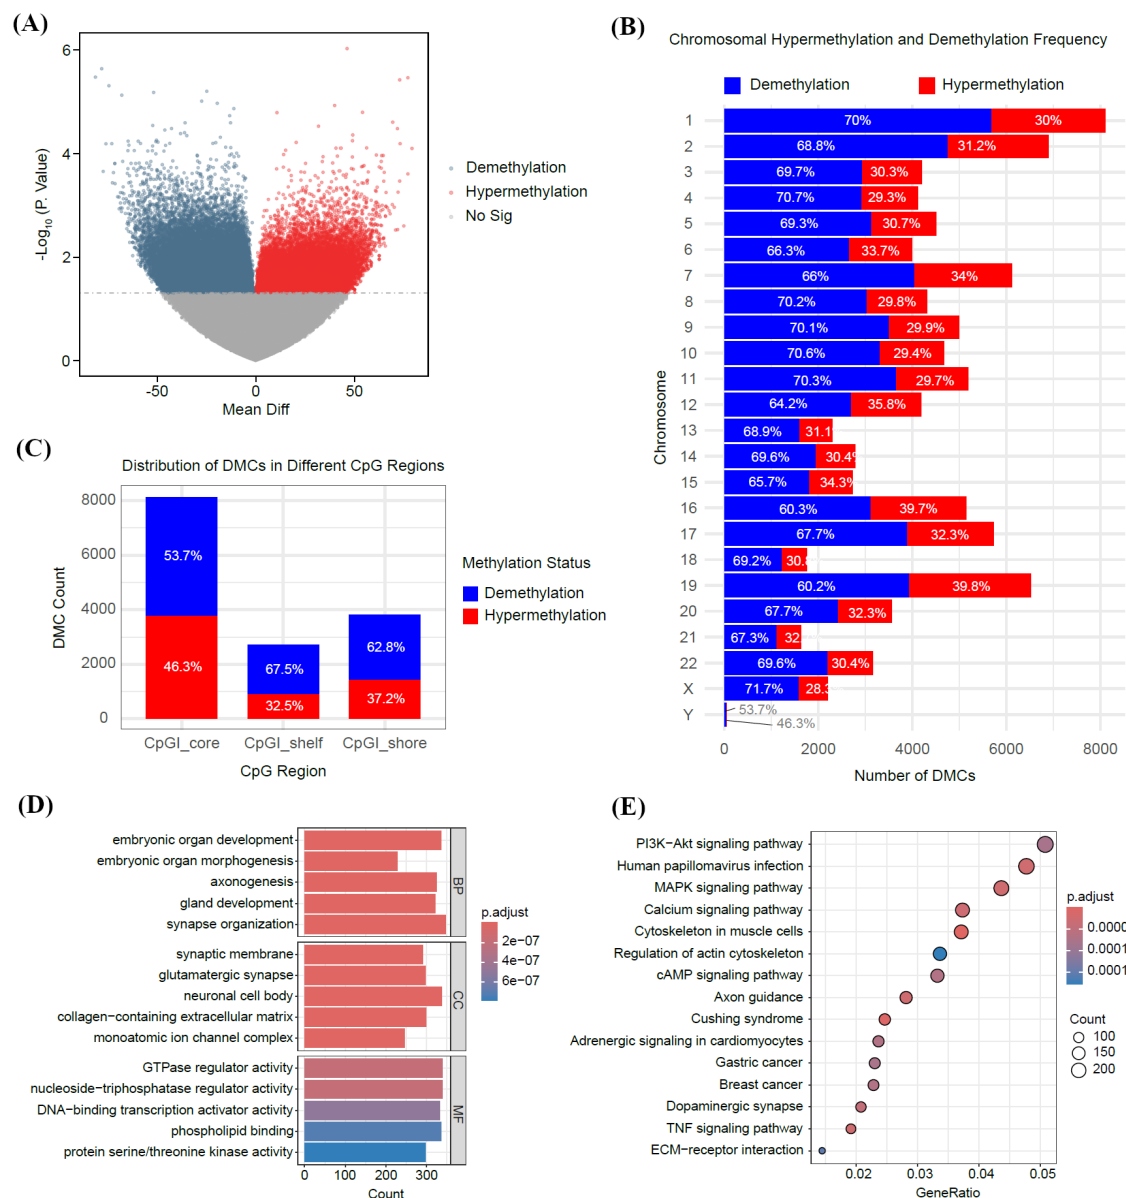 (A)
6
4
2
0
-Log10 (P. Value)
-50
0
50
Mean Diff
Demethylation
Hypermethylation
No Sig
(B)
Chromosomal Hypermethylation and Demethylation Frequency
Demethylation
Hypermethylation
Chromosome
1 70% 30%
2 68.8% 31.2%
3 69.7% 30.3%
4 70.7% 29.3%
5 69.3% 30.7%
6 66.3% 33.7%
7 66% 34%
8 70.2% 29.8%
9 70.1% 29.9%
10 70.6% 29.4%
11 70.3% 29.7%
12 64.2% 35.8%
13 68.9% 31.1
14 69.6% 30.4%
15 65.7% 34.3%
16 60.3% 39.7%
17 67.7% 32.3%
18 69.2% 30.
19 60.2% 39.8%
20 67.7% 32.3%
21 67.3% 32
22 69.6% 30.4%
X 71.7% 28.
Y 53.7%
46.3%
0 2000 4000 6000 8000
Number of DMCs
(C)
Distribution of DMCs in Different CpG Regions
8000
6000
4000
2000
0
DMC Count
53.7%
46.3%
67.5%
32.5%
62.8%
37.2%
CpGI_core CpGI_shelf CpGI_shore
CpG Region
Methylation Status
Demethylation
Hypermethylation
(D)
embryonic organ development
embryonic organ morphogenesis
axonogenesis
gland development
synapse organization
BP
synaptic membrane
glutamatergic synapse
neuronal cell body
collagen−containing extracellular matrix
monoatomic ion channel complex
CC
GTPase regulator activity
nucleoside−triphosphatase regulator activity
DNA−binding transcription activator activity
phospholipid binding
protein serine/threonine kinase activity
MF
0 100 200 300
Count
p.adjust
2e−07
4e−07
6e−07
(E)
PI3K−Akt signaling pathway
Human papillomavirus infection
MAPK signaling pathway
Calcium signaling pathway
Cytoskeleton in muscle cells
Regulation of actin cytoskeleton
cAMP signaling pathway
Axon guidance
Cushing syndrome
Adrenergic signaling in cardiomyocytes
Gastric cancer
Breast cancer
Dopaminergic synapse
TNF signaling pathway
ECM−receptor interaction
0.02 0.03 0.04 0.05
GeneRatio
p.adjust
0.0000
0.0001
0.0001
Count
100
150
200